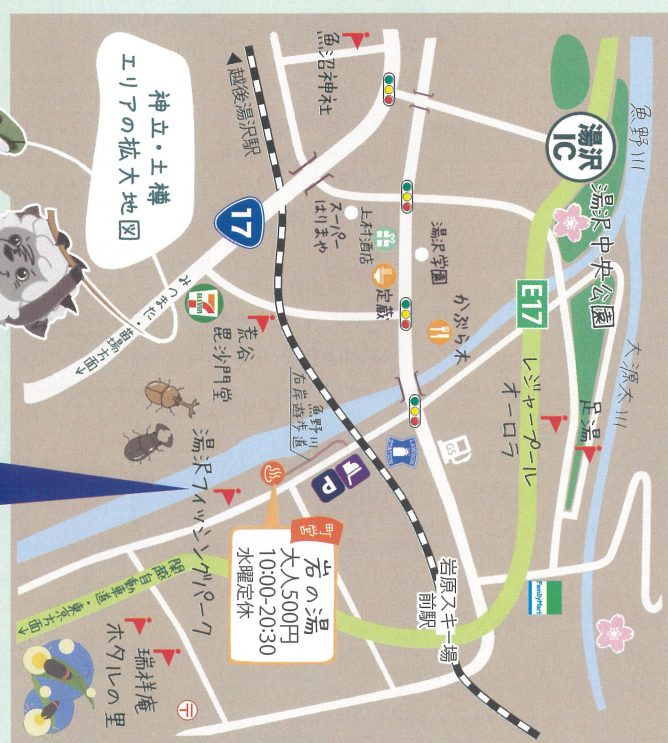 神立・土樽
エリアの拡大地図
魚沼神社
◀越後湯沢駅
湯沢
IC
魚野川
湯沢中央公園
大源太川
17
スーパー
はりまや
上村酒店
湯沢学園
定蔵
かぶら木
E17
レジャープール
オーロラ
足湯
みつまた・苗場方面→
荒谷
毘沙門堂
魚野川
右岸遊歩道
GS
P
湯沢フィッシングパーク
町営
岩の湯
大人500円
10:00-20:30
水曜定休
岩原スキー場
前駅
FamilyMart
関越自動車道・東京方面→
瑞祥庵
ホタルの里
〒